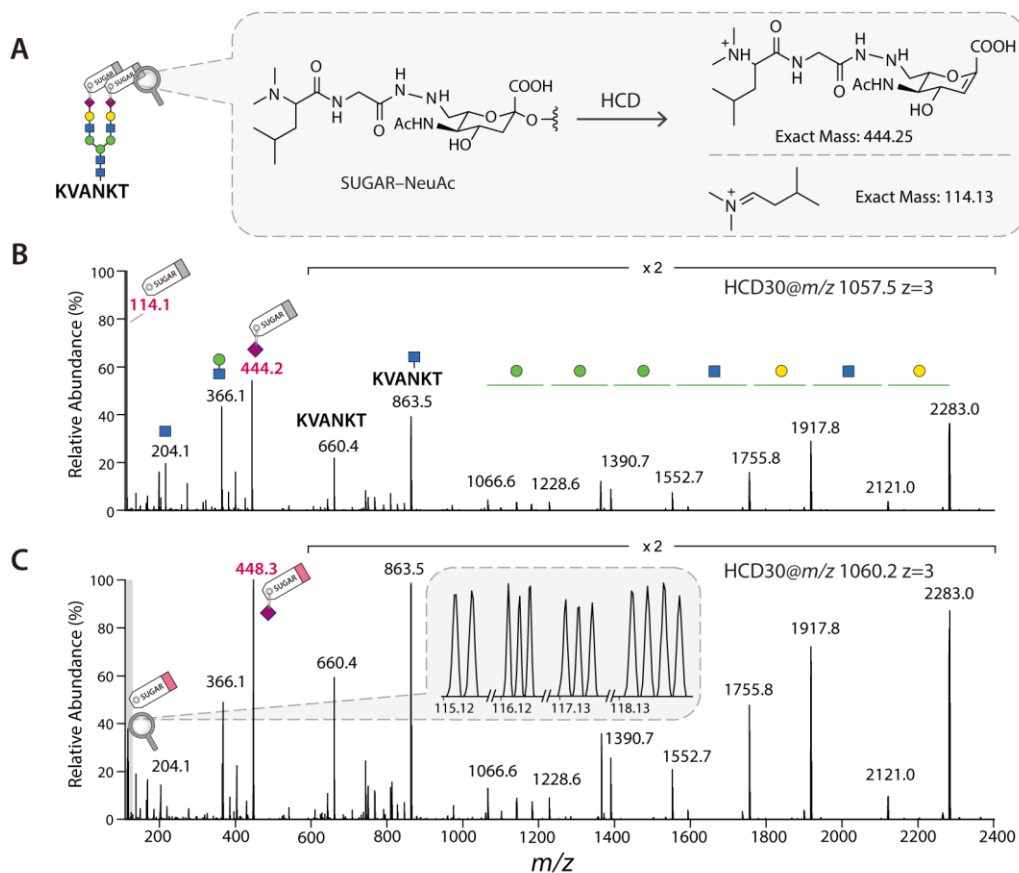 A
SUGAR
SUGAR
KVANKT
N
O
N
H
H
N
O
N
H
AcHN
HO
O
COOH
O
SUGAR–NeuAc
HCD
+
NH
O
N
H
O
H
N
N
H
AcHN
HO
O
COOH
Exact Mass: 444.25
+
N
Exact Mass: 114.13
B
SUGAR
x 2
HCD30@m/z 1057.5 z=3
114.1
SUGAR
444.2
366.1
204.1
KVANKT
660.4
KVANKT
863.5
1066.6
1228.6
1390.7
1552.7
1755.8
1917.8
2121.0
2283.0
100
80
60
40
20
0
Relative Abundance (%)
C
x 2
HCD30@m/z 1060.2 z=3
448.3
SUGAR
SUGAR
366.1
204.1
660.4
863.5
115.12
116.12
117.13
118.13
1066.6
1228.6
1390.7
1552.7
1755.8
1917.8
2121.0
2283.0
100
80
60
40
20
0
Relative Abundance (%)
200 400 600 800 1000 1200 1400 1600 1800 2000 2200 2400
m/z